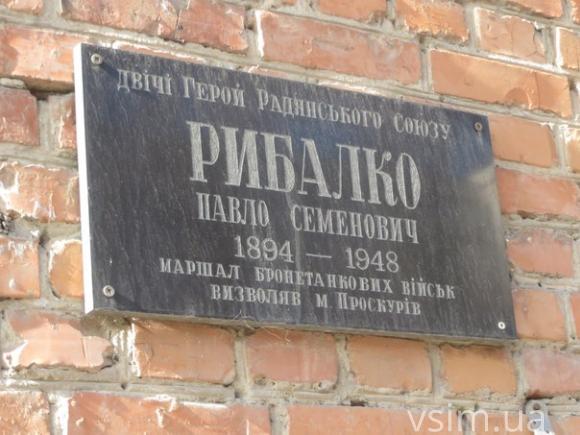 Двічі Герой Радянського Союзу
РИБАЛКО
ПАВЛО СЕМЕНОВИЧ
1894 — 1948
МАРШАЛ БРОНЕТАНКОВИХ ВІЙСЬК
ВИЗВОЛЯВ М. ПРОСКУРІВ
vsim.ua